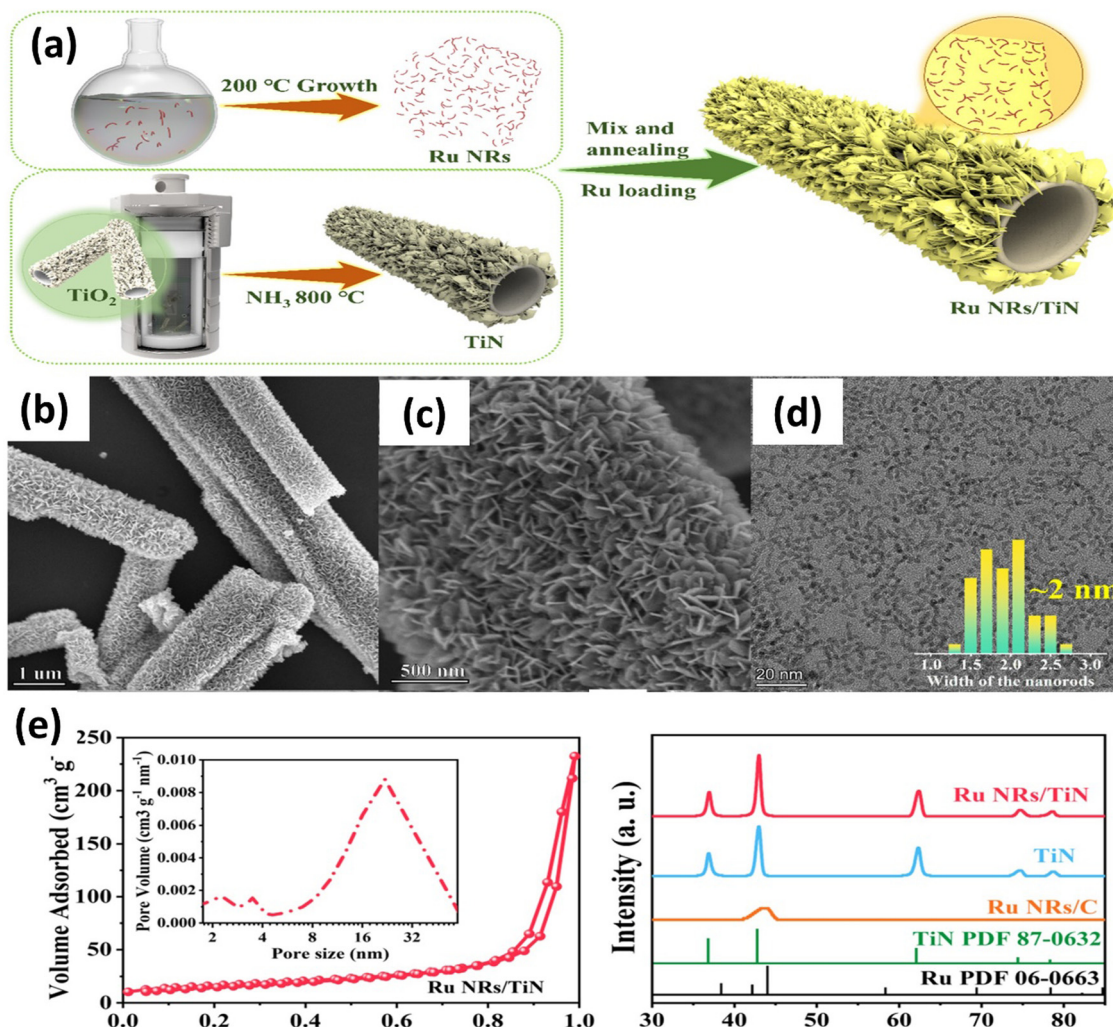 (a)
200 °C Growth
Ru NRs
TiO2
NH3 800 °C
TiN
Mix and
annealing
Ru loading
Ru NRs/TiN
(b)
1 um
(c)
500 nm
(d)
20 nm
~2 nm
1.0 1.5 2.0 2.5 3.0
Width of the nanorods
(e)
Volume Adsorbed (cm3 g-
250
200
150
100
50
0
0.0 0.2 0.4 0.6 0.8 1.0
Pore Volume (cm3 g-1 nm-1)
0.010
0.008
0.006
0.004
0.002
0.000
2 4 8 16 32
Pore size (nm)
Ru NRs/TiN
Intensity (a. u.)
Ru NRs/TiN
TiN
Ru NRs/C
TiN PDF 87-0632
Ru PDF 06-0663
30 40 50 60 70 80